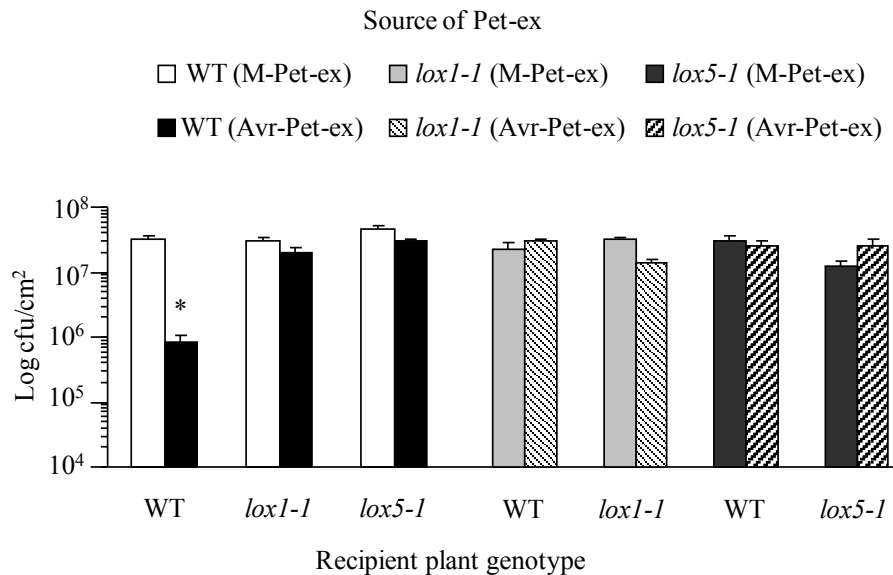 Source of Pet-ex
WT (M-Pet-ex) lox1-1 (M-Pet-ex) lox5-1 (M-Pet-ex)
WT (Avr-Pet-ex) lox1-1 (Avr-Pet-ex) lox5-1 (Avr-Pet-ex)
Log cfu/cm²
10⁸
10⁷
10⁶
10⁵
10⁴
*
WT lox1-1 lox5-1 WT lox1-1 WT lox5-1
Recipient plant genotype